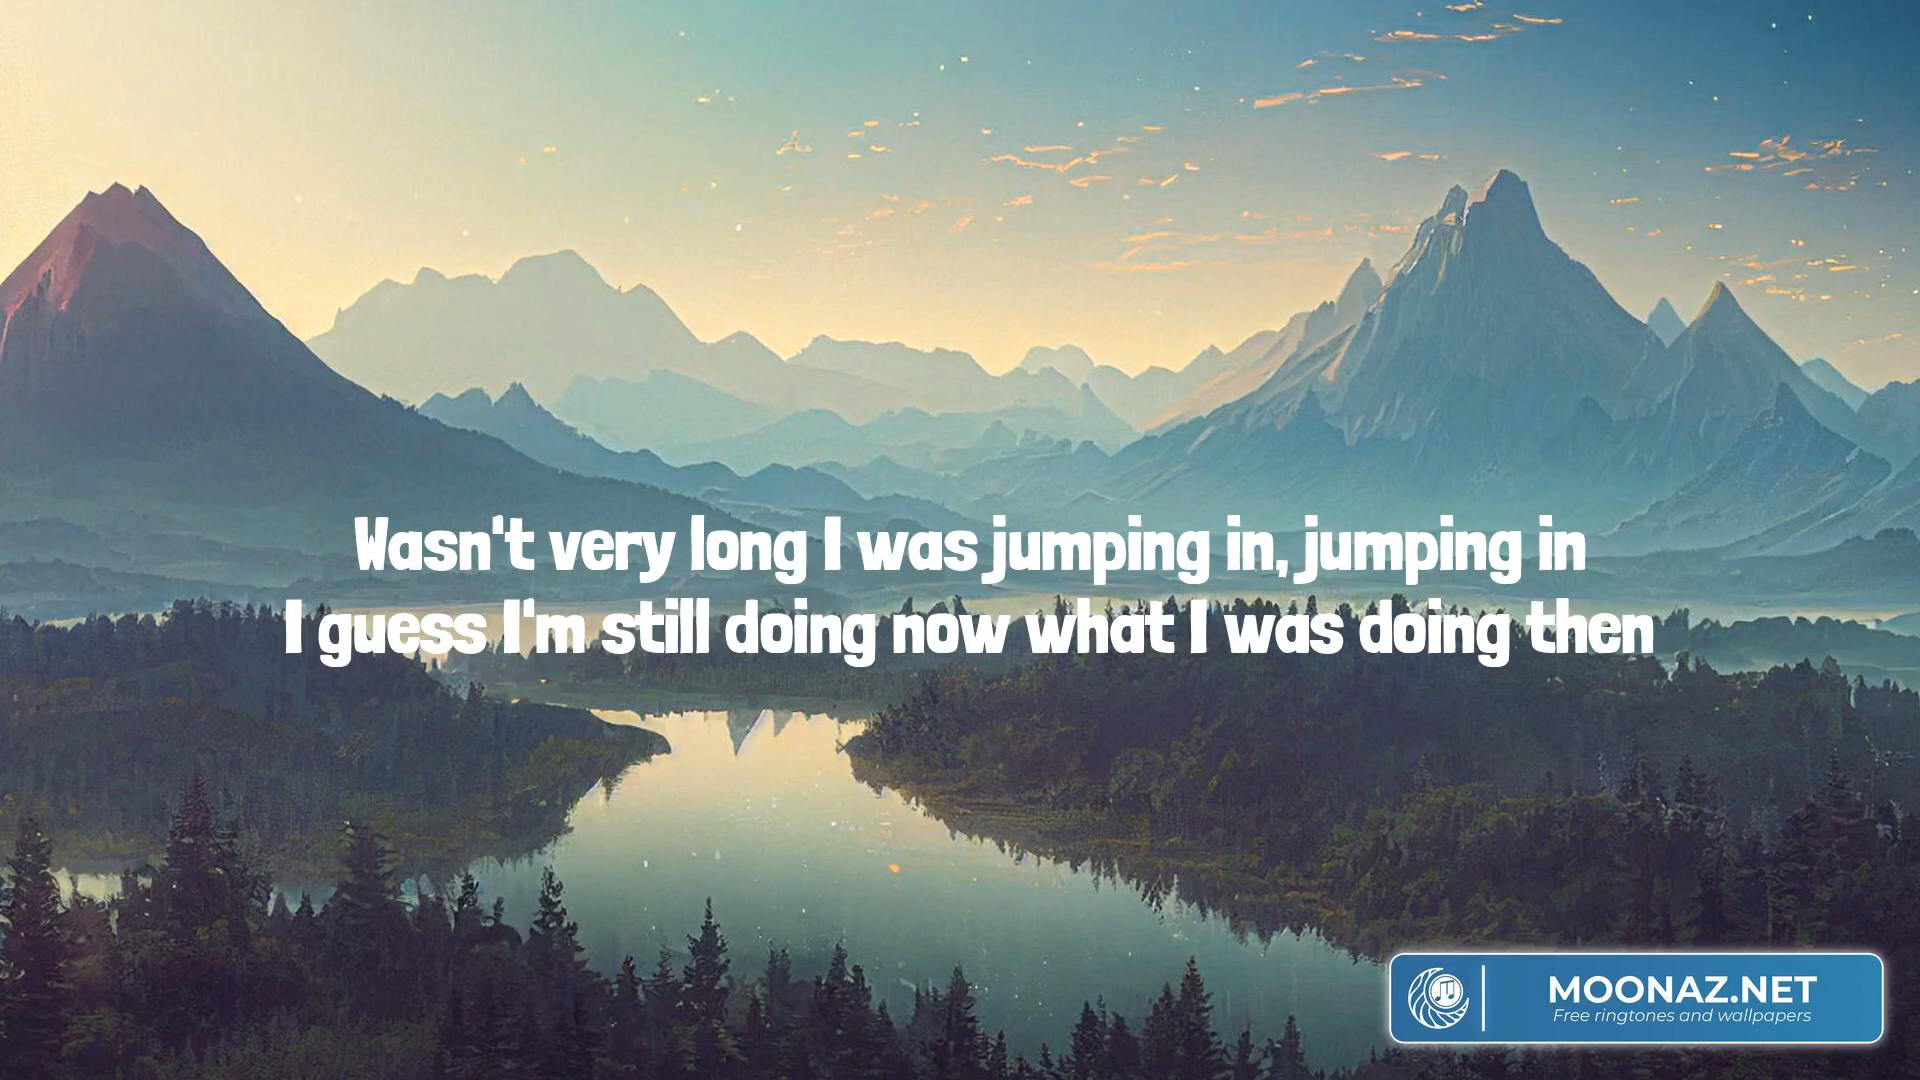 Wasn't very long I was jumping in, jumping in
I guess I'm still doing now what I was doing then
MOONAZ.NET
Free ringtones and wallpapers